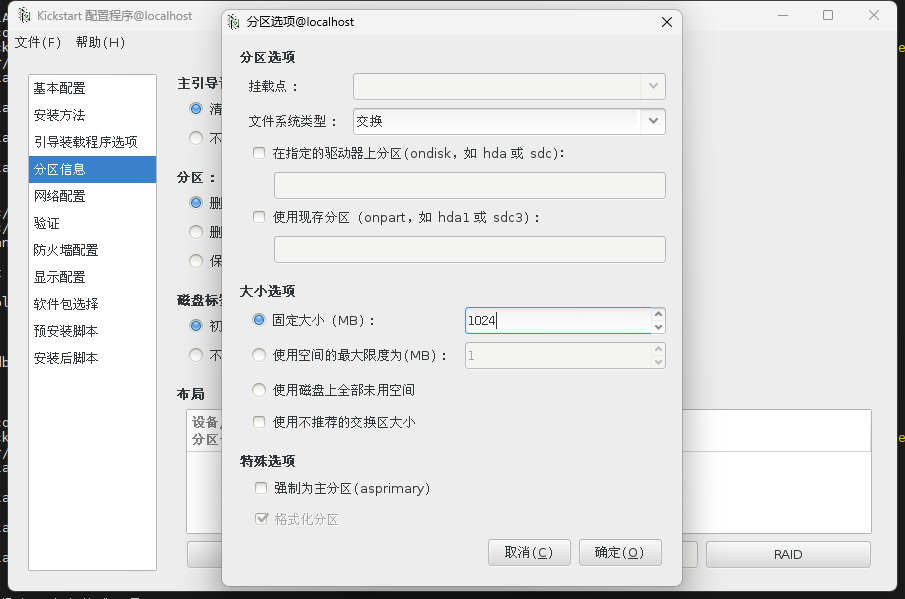 Kickstart 配置程序@localhost
文件(F) 帮助(H)
基本配置
安装方法
引导装载程序选项
分区信息
网络配置
验证
防火墙配置
显示配置
软件包选择
预安装脚本
安装后脚本
主引导
清
不
分区：
删
删
保
磁盘标
初
不
布局
设备
分区
RAID
分区选项@localhost
分区选项
挂载点：
文件系统类型： 交换
在指定的驱动器上分区(ondisk，如 hda 或 sdc)：
使用现存分区（onpart，如 hda1 或 sdc3）：
大小选项
固定大小（MB）： 1024
使用空间的最大限度为(MB)： 1
使用磁盘上全部未用空间
使用不推荐的交换区大小
特殊选项
强制为主分区(asprimary)
格式化分区
取消(C) 确定(O)